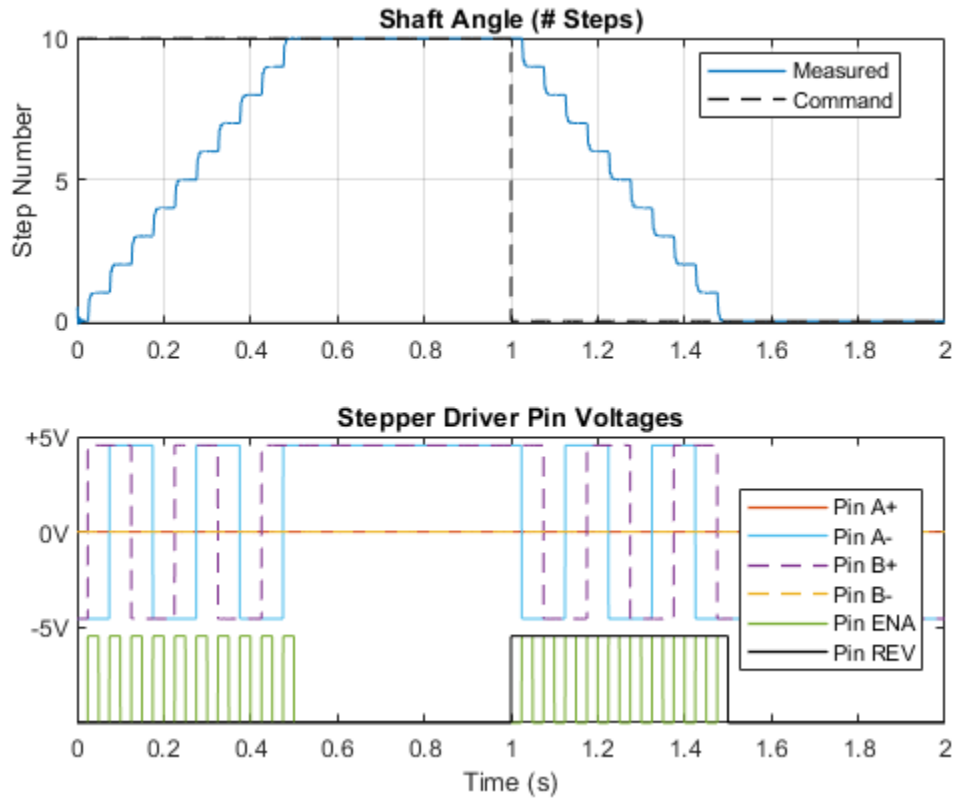 Shaft Angle (# Steps)
10
5
0
Step Number
Measured
Command
0 0.2 0.4 0.6 0.8 1 1.2 1.4 1.6 1.8 2
Stepper Driver Pin Voltages
+5V
0V
-5V
Pin A+
Pin A-
Pin B+
Pin B-
Pin ENA
Pin REV
0 0.2 0.4 0.6 0.8 1 1.2 1.4 1.6 1.8 2
Time (s)